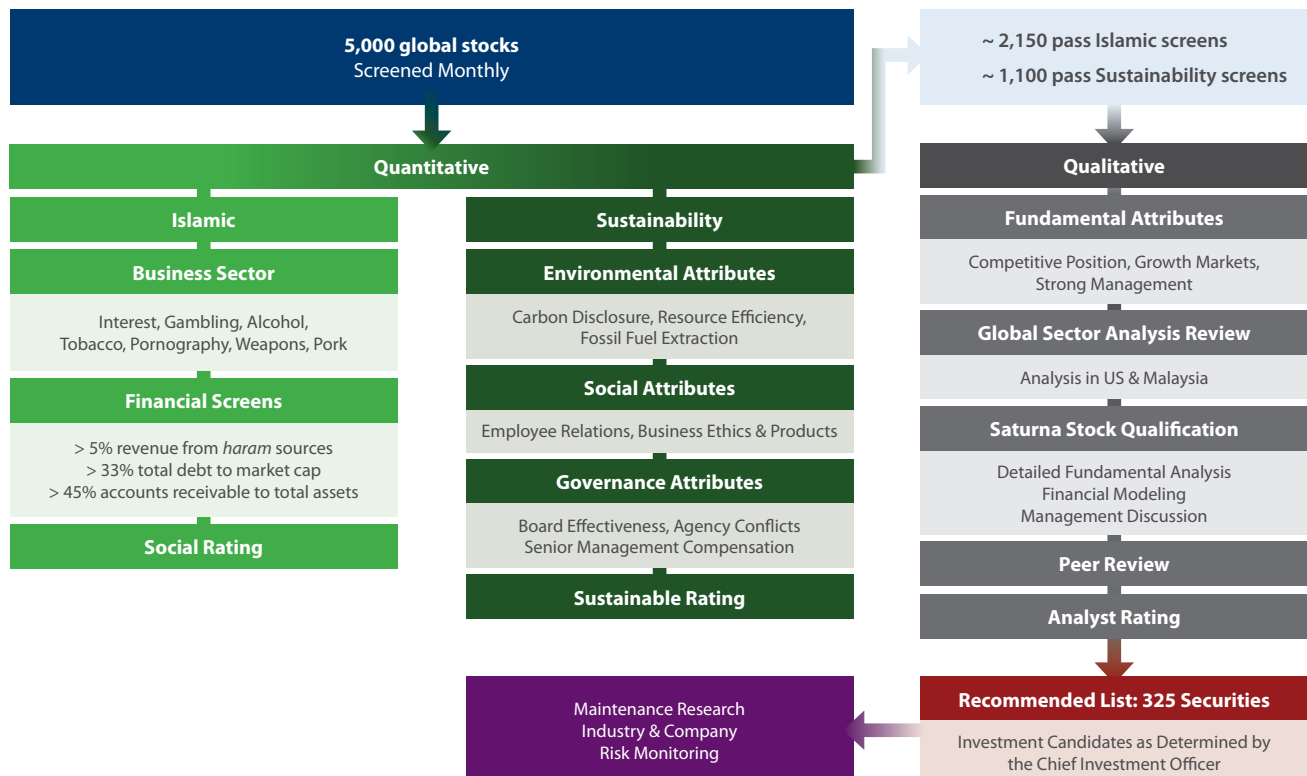 5,000 global stocks
Screened Monthly
~ 2,150 pass Islamic screens
~ 1,100 pass Sustainability screens
Quantitative
Islamic
Business Sector
Interest, Gambling, Alcohol,
Tobacco, Pornography, Weapons, Pork
Financial Screens
> 5% revenue from haram sources
> 33% total debt to market cap
> 45% accounts receivable to total assets
Social Rating
Sustainability
Environmental Attributes
Carbon Disclosure, Resource Efficiency,
Fossil Fuel Extraction
Social Attributes
Employee Relations, Business Ethics & Products
Governance Attributes
Board Effectiveness, Agency Conflicts
Senior Management Compensation
Sustainable Rating
Qualitative
Fundamental Attributes
Competitive Position, Growth Markets,
Strong Management
Global Sector Analysis Review
Analysis in US & Malaysia
Saturna Stock Qualification
Detailed Fundamental Analysis
Financial Modeling
Management Discussion
Peer Review
Analyst Rating
Recommended List: 325 Securities
Investment Candidates as Determined by
the Chief Investment Officer
Maintenance Research
Industry & Company
Risk Monitoring